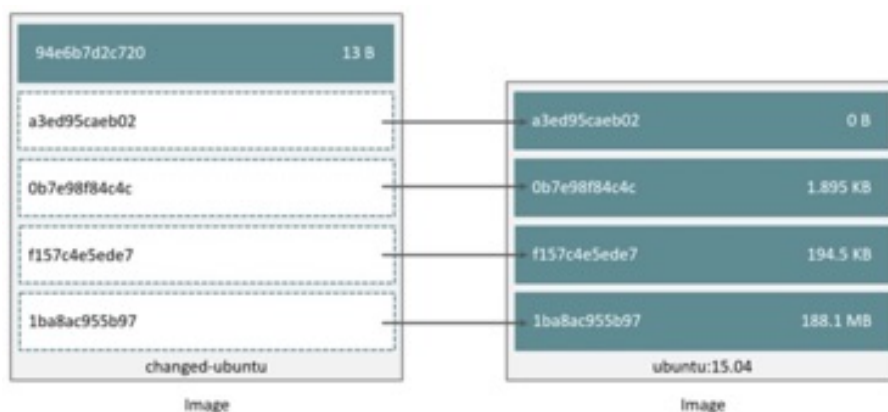 94e6b7d2c720 13 B
a3ed95caeb02
0b7e98f84c4c
f157c4e5ede7
1ba8ac955b97
changed-ubuntu
Image
a3ed95caeb02 0 B
0b7e98f84c4c 1.895 KB
f157c4e5ede7 194.5 KB
1ba8ac955b97 188.1 MB
ubuntu:15.04
Image